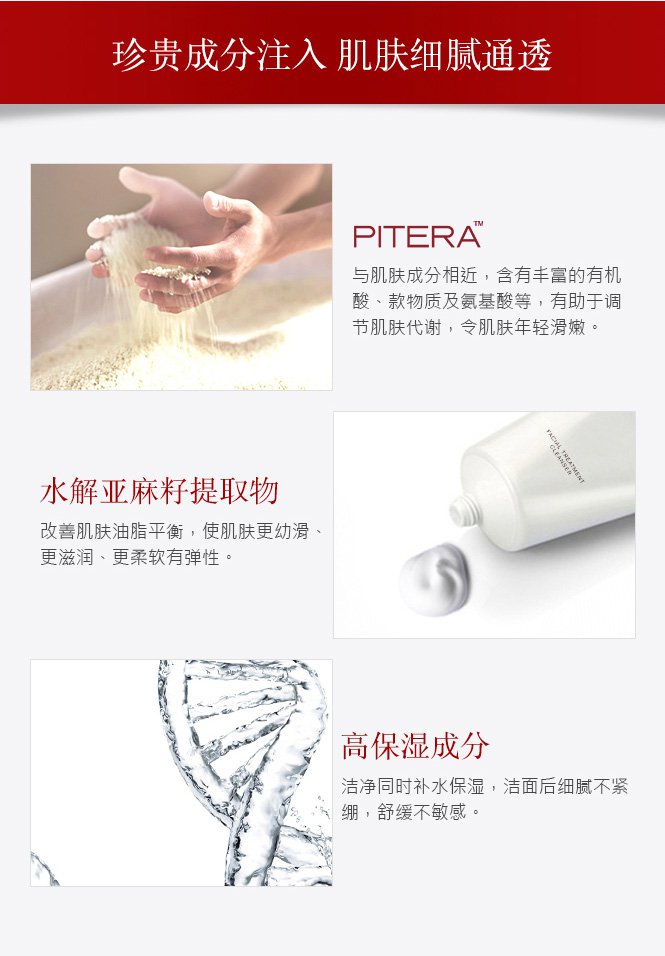 珍贵成分注入 肌肤细腻通透
PITERA™
与肌肤成分相近，含有丰富的有机
酸、欵物质及氨基酸等，有助于调
节肌肤代谢，令肌肤年轻滑嫩。
FACIAL TREATMENT
CLEANSER
水解亚麻籽提取物
改善肌肤油脂平衡，使肌肤更幼滑、
更滋润、更柔软有弹性。
高保湿成分
洁净同时补水保湿，洁面后细腻不紧
绷，舒缓不敏感。